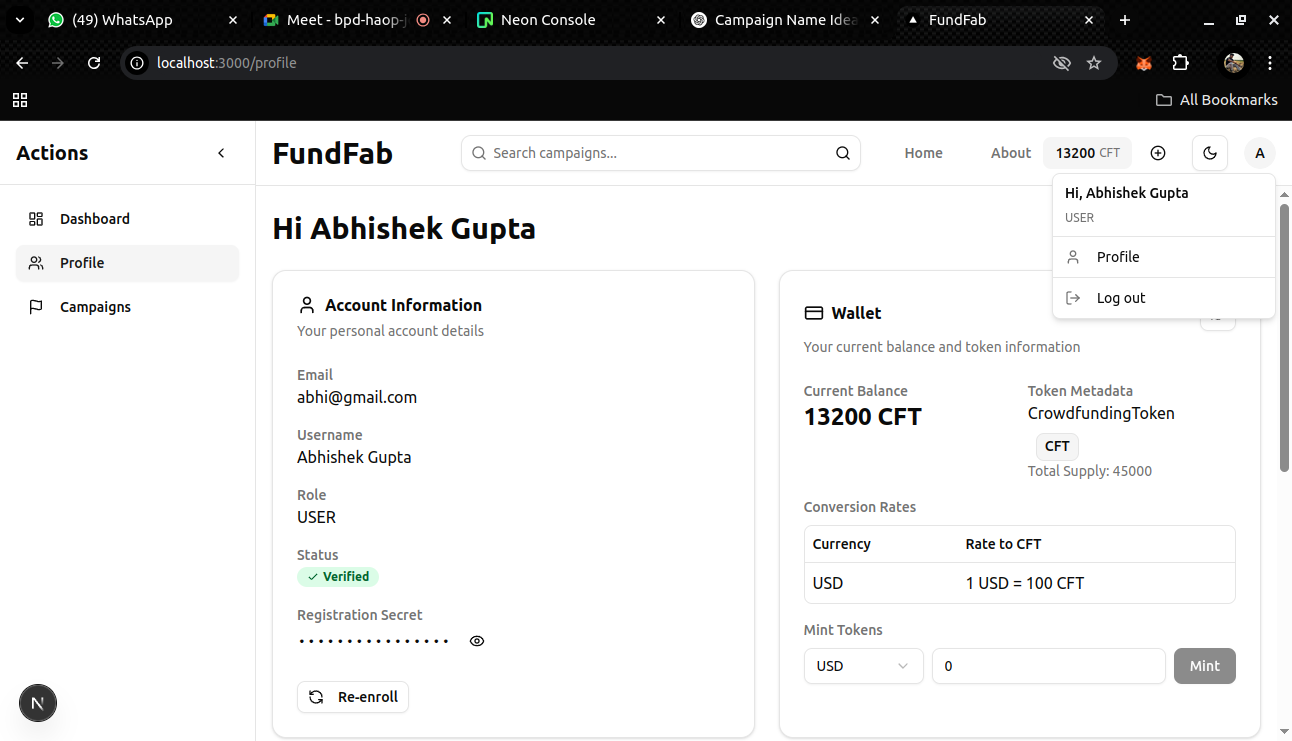 (49) WhatsApp
Meet - bpd-haop-j
Neon Console
Campaign Name Idea
FundFab
localhost:3000/profile
All Bookmarks
Actions
FundFab
Search campaigns...
Home
About
13200 CFT
A
Hi, Abhishek Gupta
USER
Profile
Log out
Dashboard
Profile
Campaigns
Hi Abhishek Gupta
Account Information
Your personal account details
Email
abhi@gmail.com
Username
Abhishek Gupta
Role
USER
Status
Verified
Registration Secret
••••••••••••••••
Re-enroll
Wallet
Your current balance and token information
Current Balance
13200 CFT
Token Metadata
CrowdfundingToken
CFT
Total Supply: 45000
Conversion Rates
Currency Rate to CFT
USD 1 USD = 100 CFT
Mint Tokens
USD 0 Mint
N